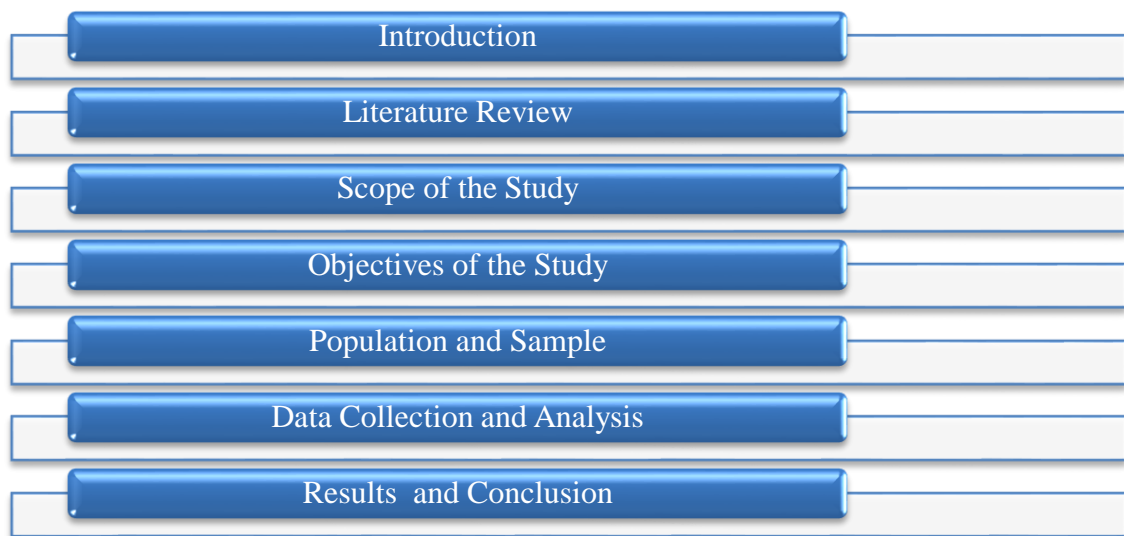 Introduction
Literature Review
Scope of the Study
Objectives of the Study
Population and Sample
Data Collection and Analysis
Results  and Conclusion